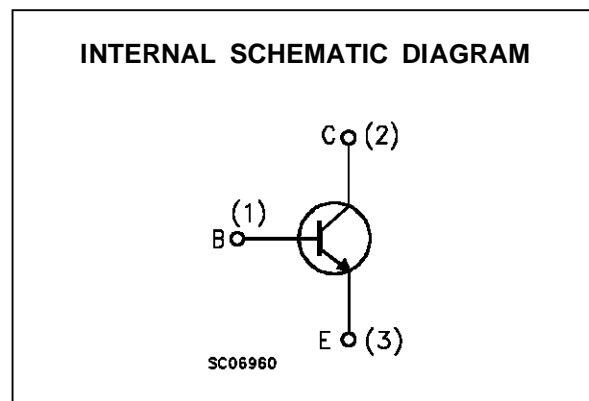 INTERNAL SCHEMATIC DIAGRAM
C (2)
(1)
B
E (3)
SC06960